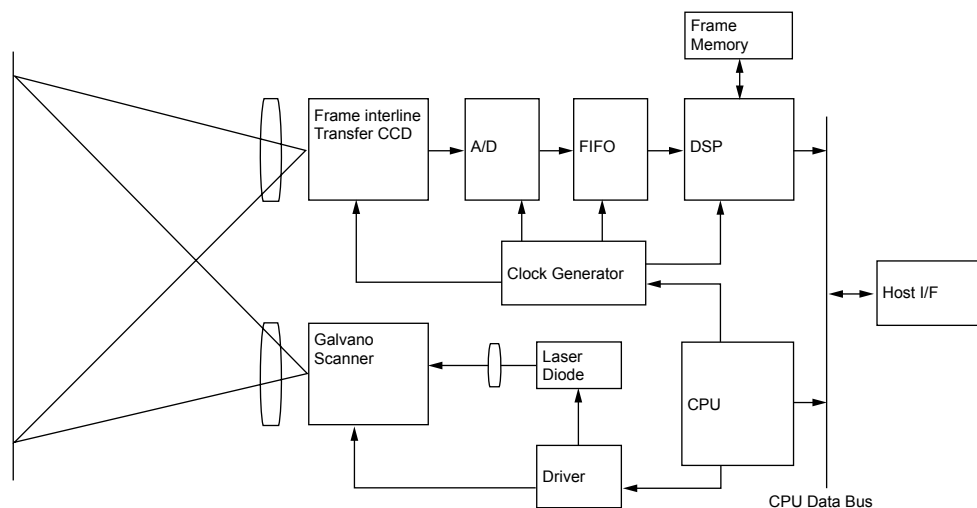 Frame
Memory
Frame interline
Transfer CCD
A/D
FIFO
DSP
Clock Generator
Host I/F
Galvano
Scanner
Laser
Diode
CPU
Driver
CPU Data Bus